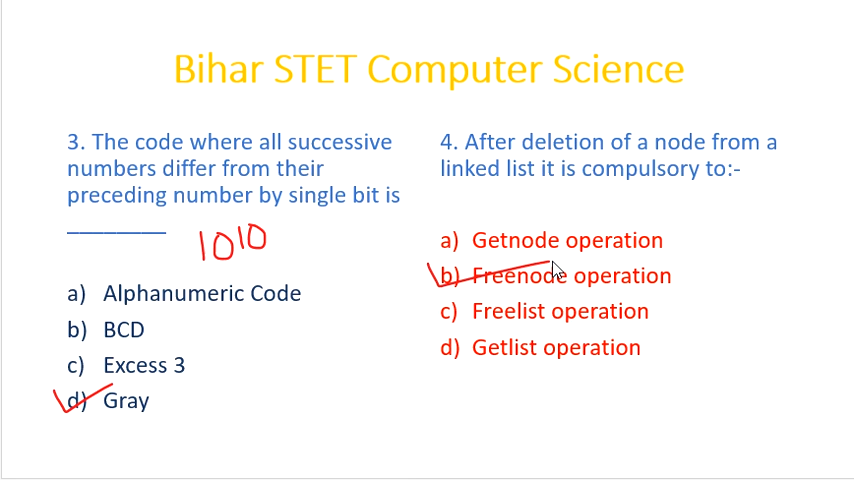 Bihar STET Computer Science
3. The code where all successive
numbers differ from their
preceding number by single bit is
_________
1010
a) Alphanumeric Code
b) BCD
c) Excess 3
d) Gray
4. After deletion of a node from a
linked list it is compulsory to:-
a) Getnode operation
b) Freenode operation
c) Freelist operation
d) Getlist operation